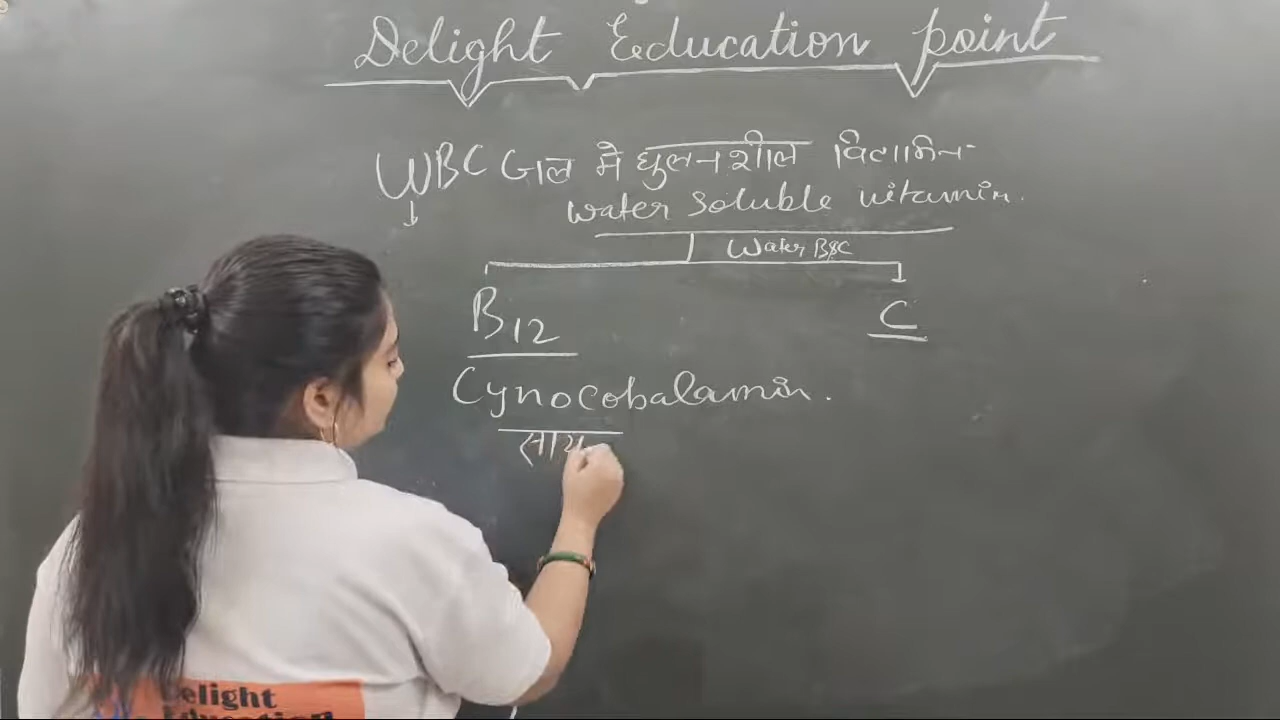 Delight Education point
WBC जल में घुलनशील विटामिन
water soluble vitamin.
Water B&C
B12
C
Cynocobalamin.
साय
Delight
Education